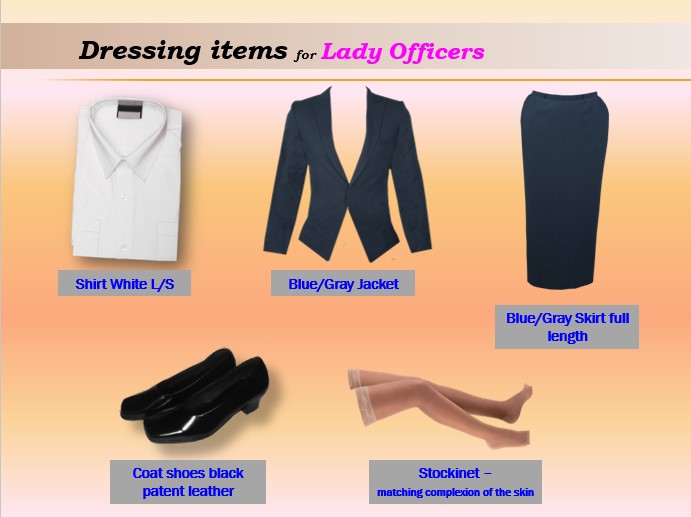 Dressing items for Lady Officers
Shirt White L/S
Blue/Gray Jacket
Blue/Gray Skirt full
length
Coat shoes black
patent leather
Stockinet –
matching complexion of the skin